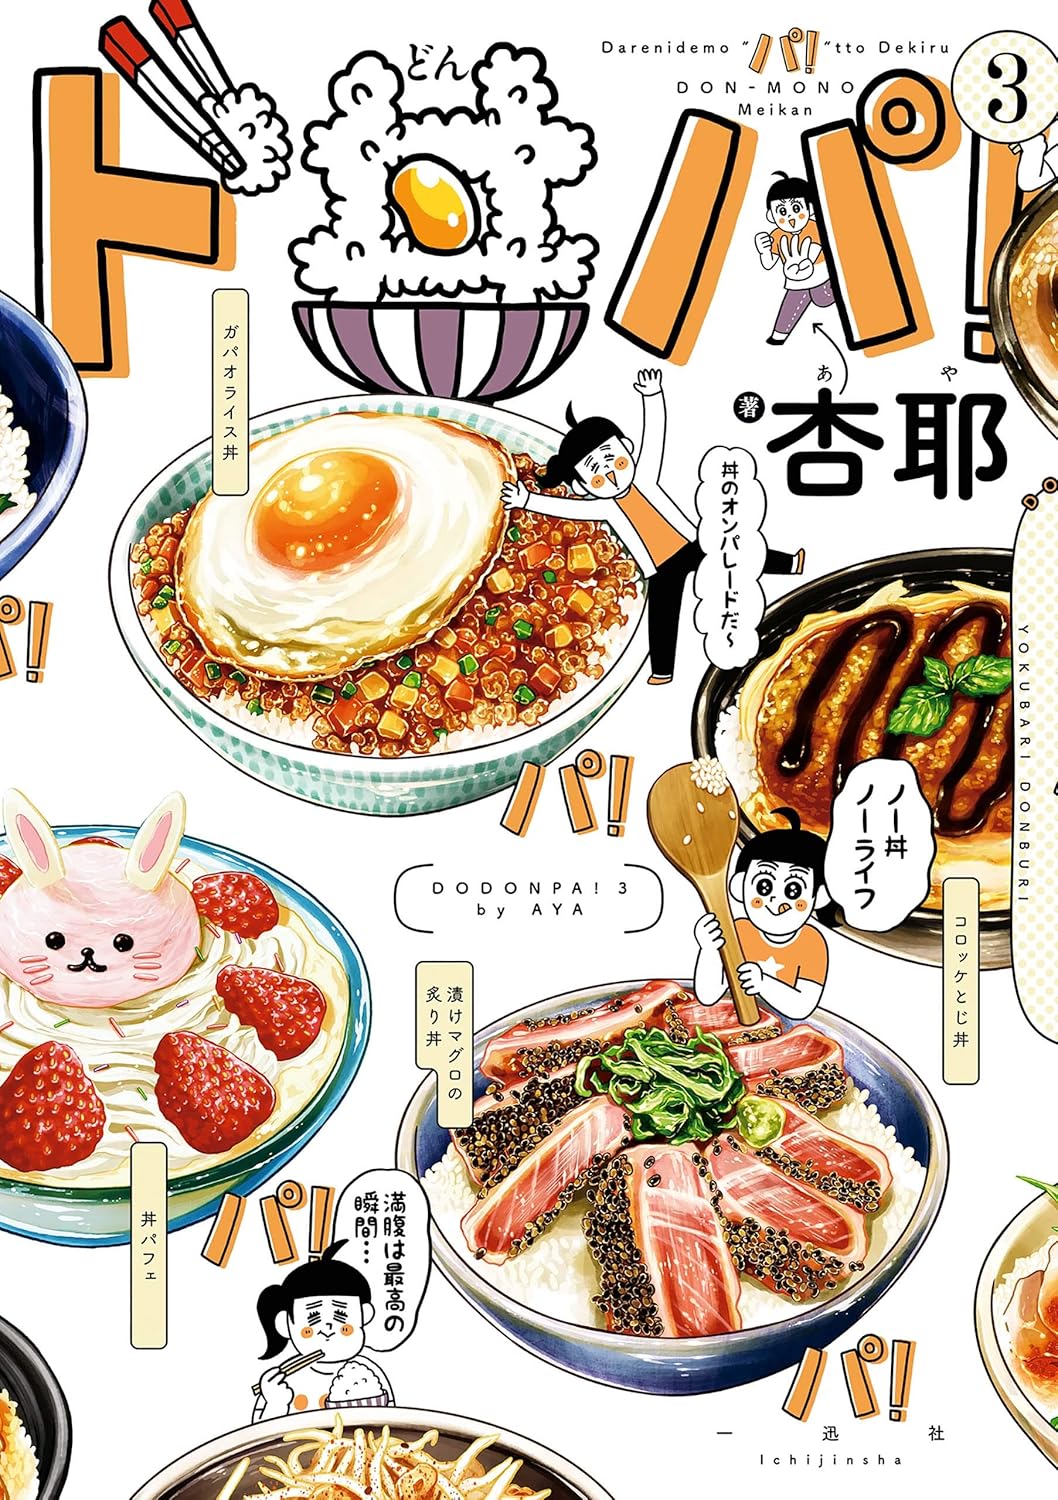 Darenidemo "パ!"tto Dekiru
DON-MONO
Meikan
3
どん
ド
パ!
あや
著
杏耶
ガパオライス丼
丼のオンパレードだ〜
パ!
パ!
YOKUBARI DONBURI
ノー丼
ノーライフ
DODONPA! 3
by AYA
コロッケとじ丼
漬けマグロの
炙り丼
丼パフェ
パ!
満腹は最高の
瞬間…
パ!
一迅社
Ichijinsha